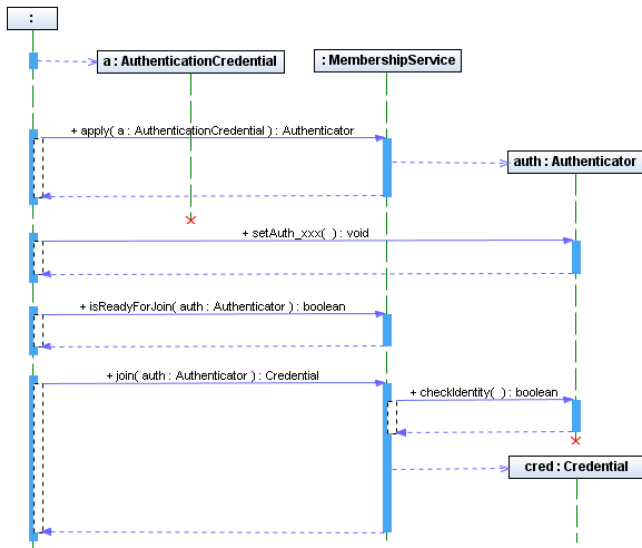 :
a : AuthenticationCredential
: MembershipService
+ apply( a : AuthenticationCredential ) : Authenticator
auth : Authenticator
+ setAuth_xxx(  ) : void
+ isReadyForJoin( auth : Authenticator ) : boolean
+ join( auth : Authenticator ) : Credential
+ checkIdentity(  ) : boolean
cred : Credential